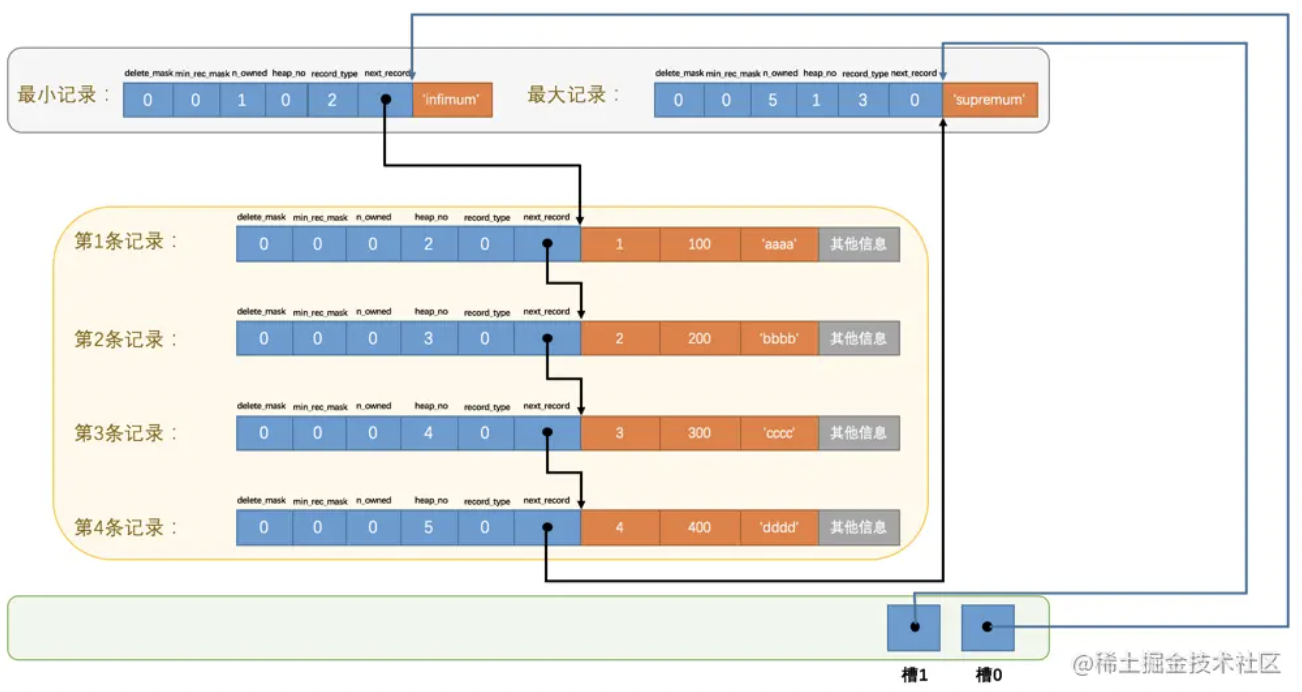 delete_mask min_rec_mask n_owned heap_no record_type next_record
最小记录： 0 0 1 0 2 'infimum'
delete_mask min_rec_mask n_owned heap_no record_type next_record
最大记录： 0 0 5 1 3 0 'supremum'
delete_mask min_rec_mask n_owned heap_no record_type next_record
第1条记录： 0 0 0 2 0 1 100 'aaaa' 其他信息
delete_mask min_rec_mask n_owned heap_no record_type next_record
第2条记录： 0 0 0 3 0 2 200 'bbbb' 其他信息
delete_mask min_rec_mask n_owned heap_no record_type next_record
第3条记录： 0 0 0 4 0 3 300 'cccc' 其他信息
delete_mask min_rec_mask n_owned heap_no record_type next_record
第4条记录： 0 0 0 5 0 4 400 'dddd' 其他信息
槽1 槽0
@稀土掘金技术社区